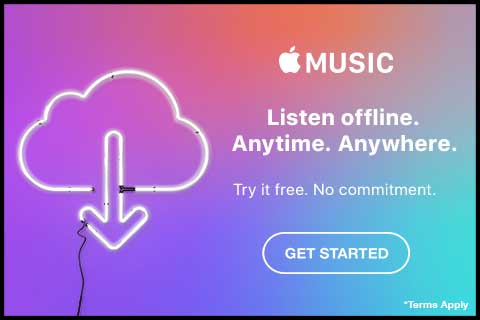 MUSIC
Listen offline.
Anytime. Anywhere.
Try it free. No commitment.
GET STARTED
*Terms Apply